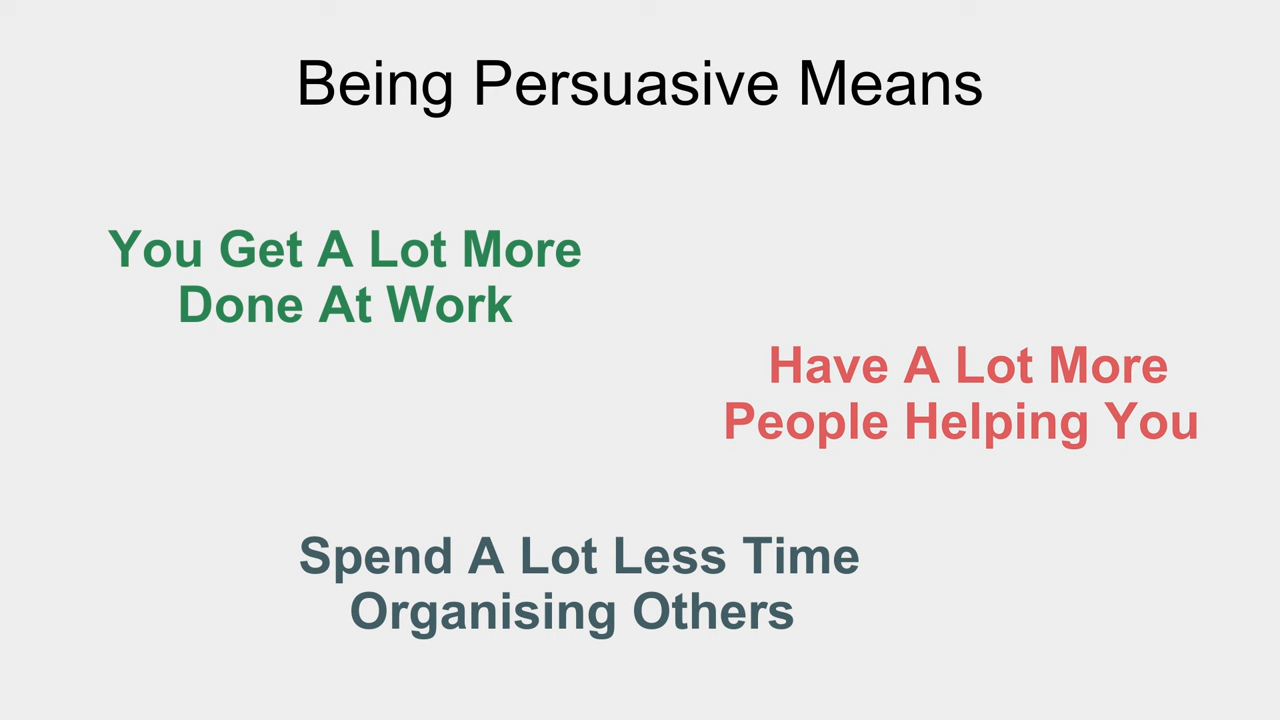 Being Persuasive Means
You Get A Lot More
Done At Work
Have A Lot More
People Helping You
Spend A Lot Less Time
Organising Others